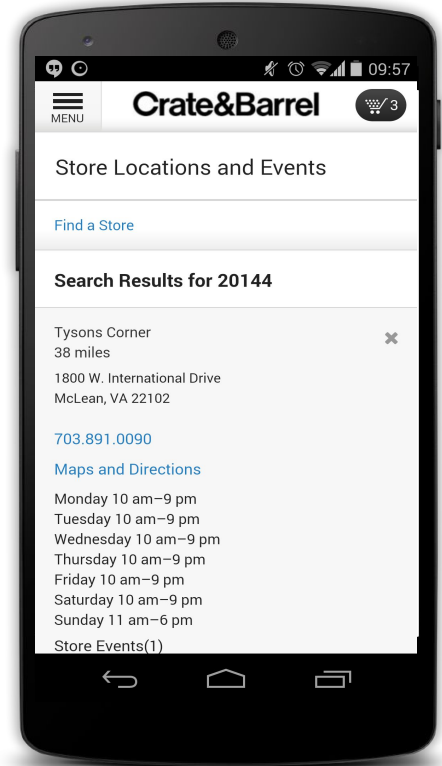 09:57
MENU
Crate&Barrel
3
Store Locations and Events
Find a Store
Search Results for 20144
Tysons Corner
38 miles
1800 W. International Drive
McLean, VA 22102
703.891.0090
Maps and Directions
Monday 10 am–9 pm
Tuesday 10 am–9 pm
Wednesday 10 am–9 pm
Thursday 10 am–9 pm
Friday 10 am–9 pm
Saturday 10 am–9 pm
Sunday 11 am–6 pm
Store Events(1)